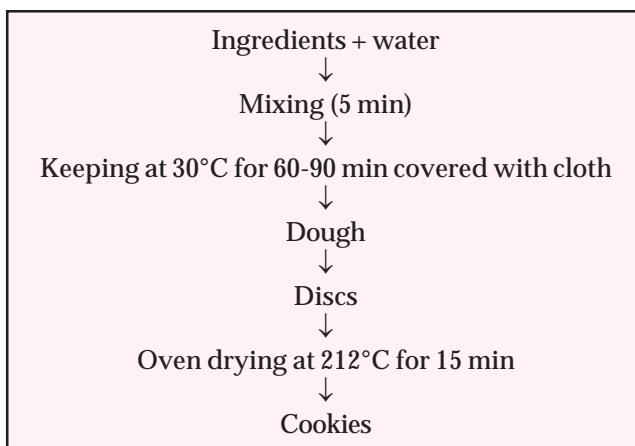 Ingredients + water
↓
Mixing (5 min)
↓
Keeping at 30°C for 60-90 min covered with cloth
↓
Dough
↓
Discs
↓
Oven drying at 212°C for 15 min
↓
Cookies